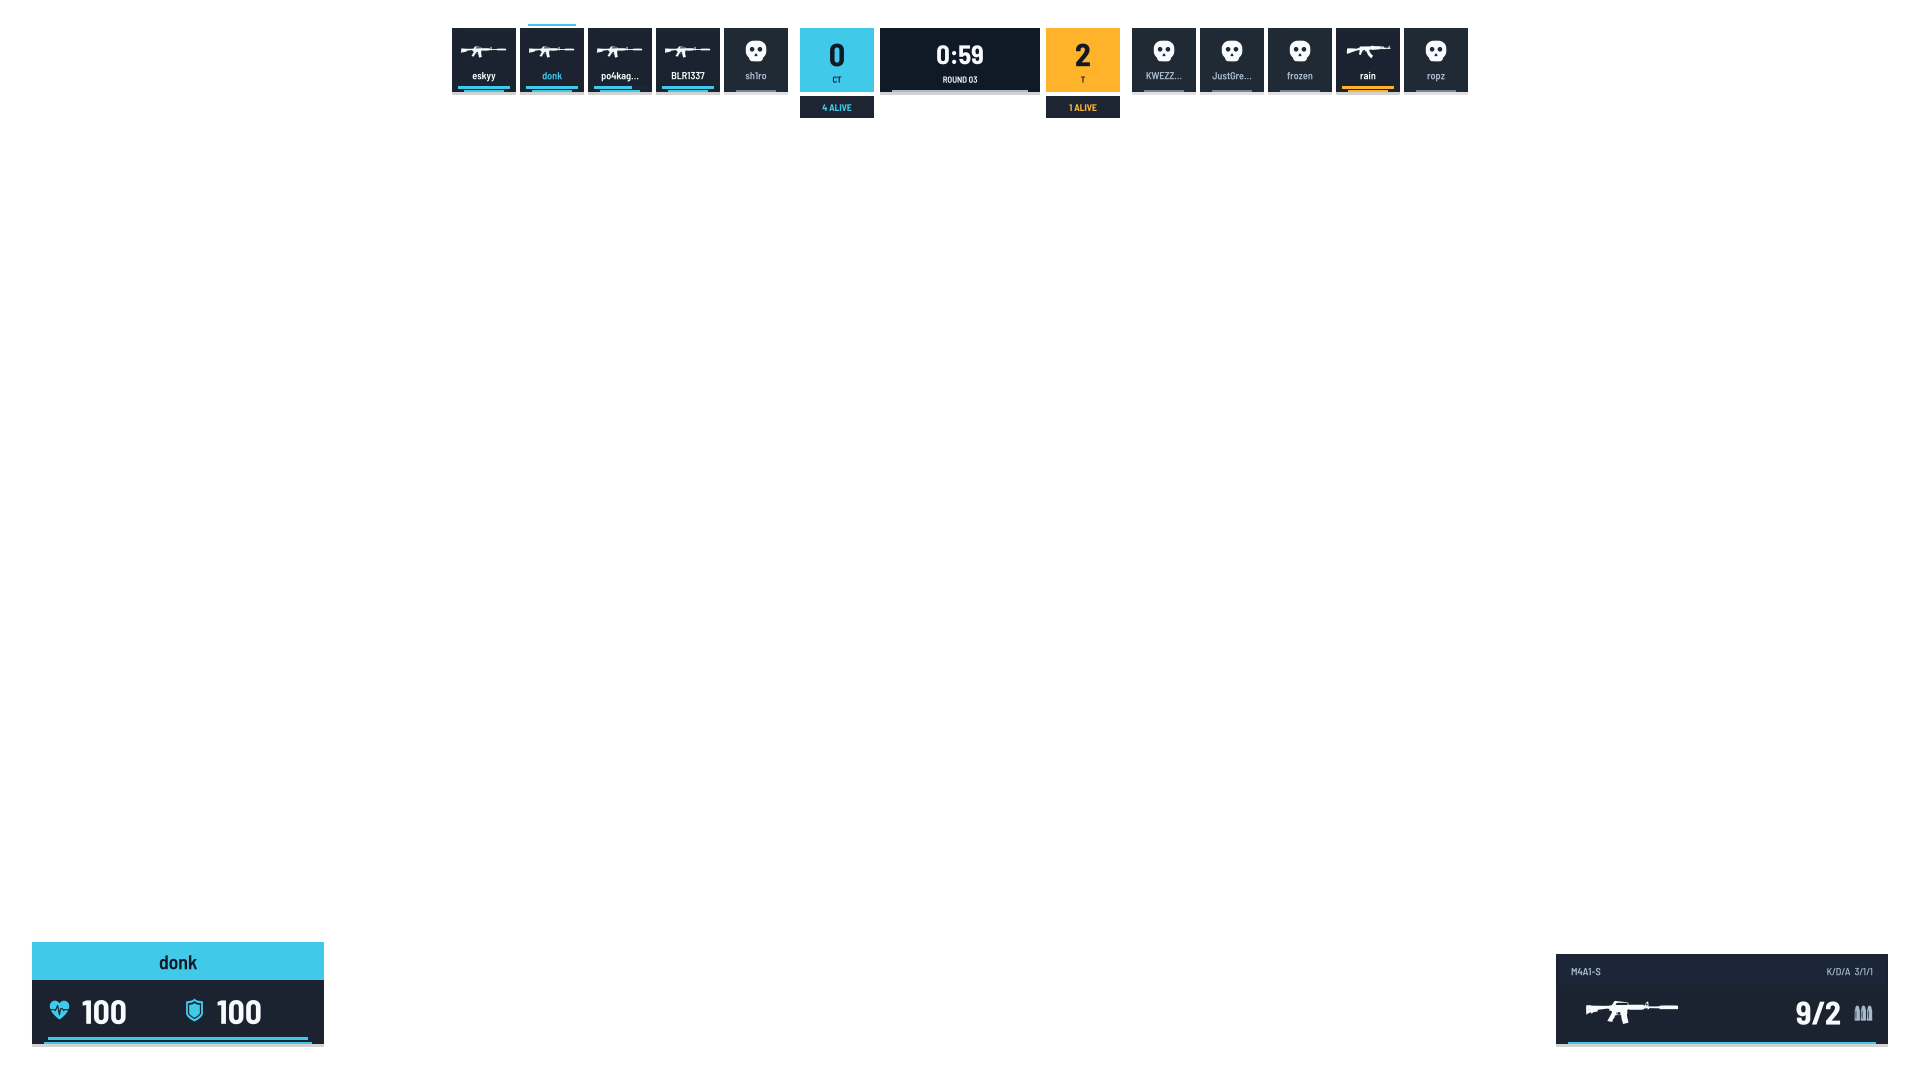 eskyy
donk
po4kag...
BLR1337
sh1ro
0
CT
4 ALIVE
0:59
ROUND 03
2
T
1 ALIVE
KWEZZ...
JustGre...
frozen
rain
ropz
donk
100
100
M4A1-S
K/D/A 3/1/1
9/2